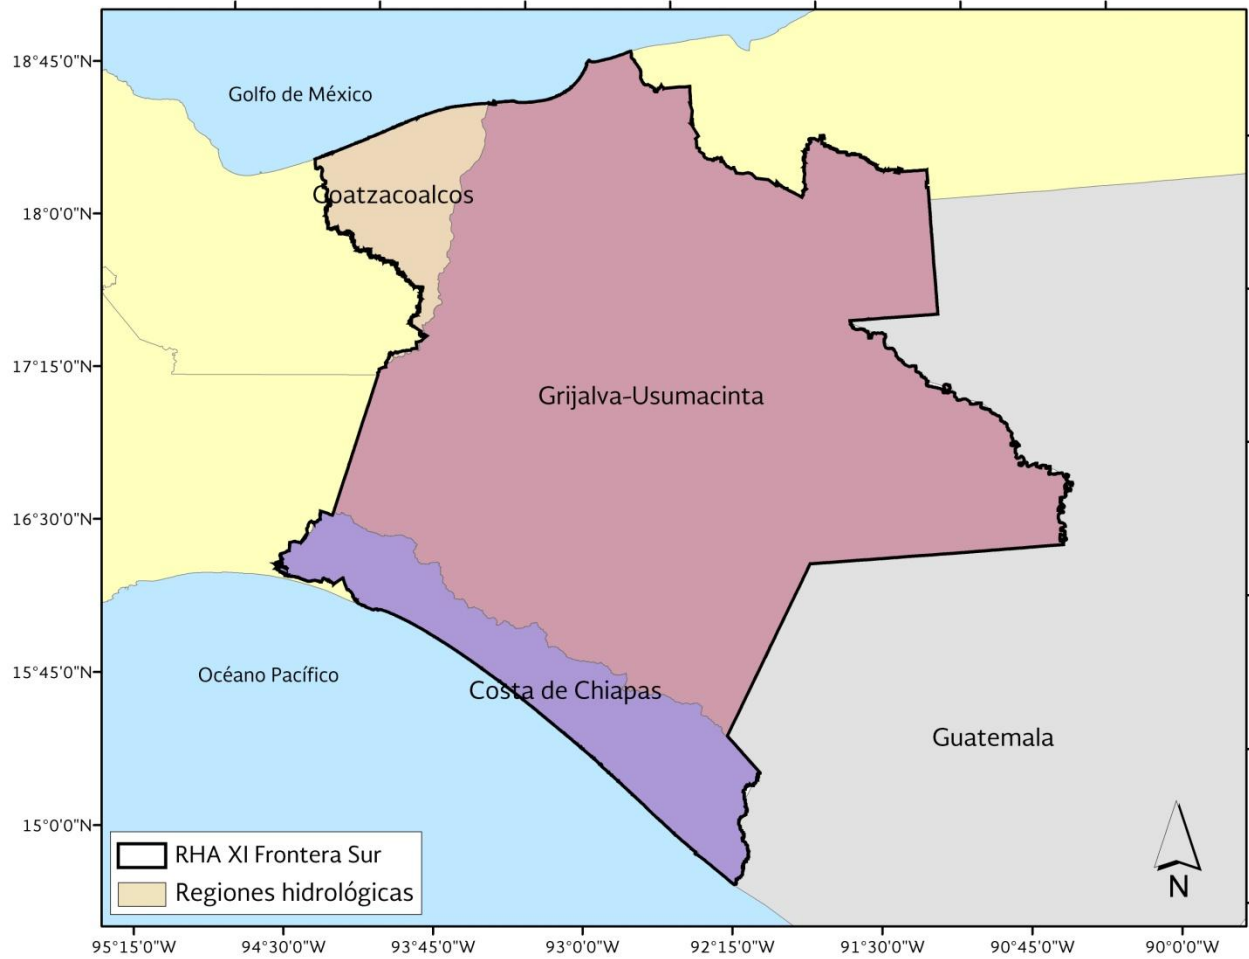 18°45'0"N
Golfo de México
Coatzacoalcos
18°0'0"N
17°15'0"N
Grijalva-Usumacinta
16°30'0"N
15°45'0"N
Océano Pacífico
Costa de Chiapas
Guatemala
15°0'0"N
RHA XI Frontera Sur
Regiones hidrológicas
N
95°15'0"W 94°30'0"W 93°45'0"W 93°0'0"W 92°15'0"W 91°30'0"W 90°45'0"W 90°0'0"W